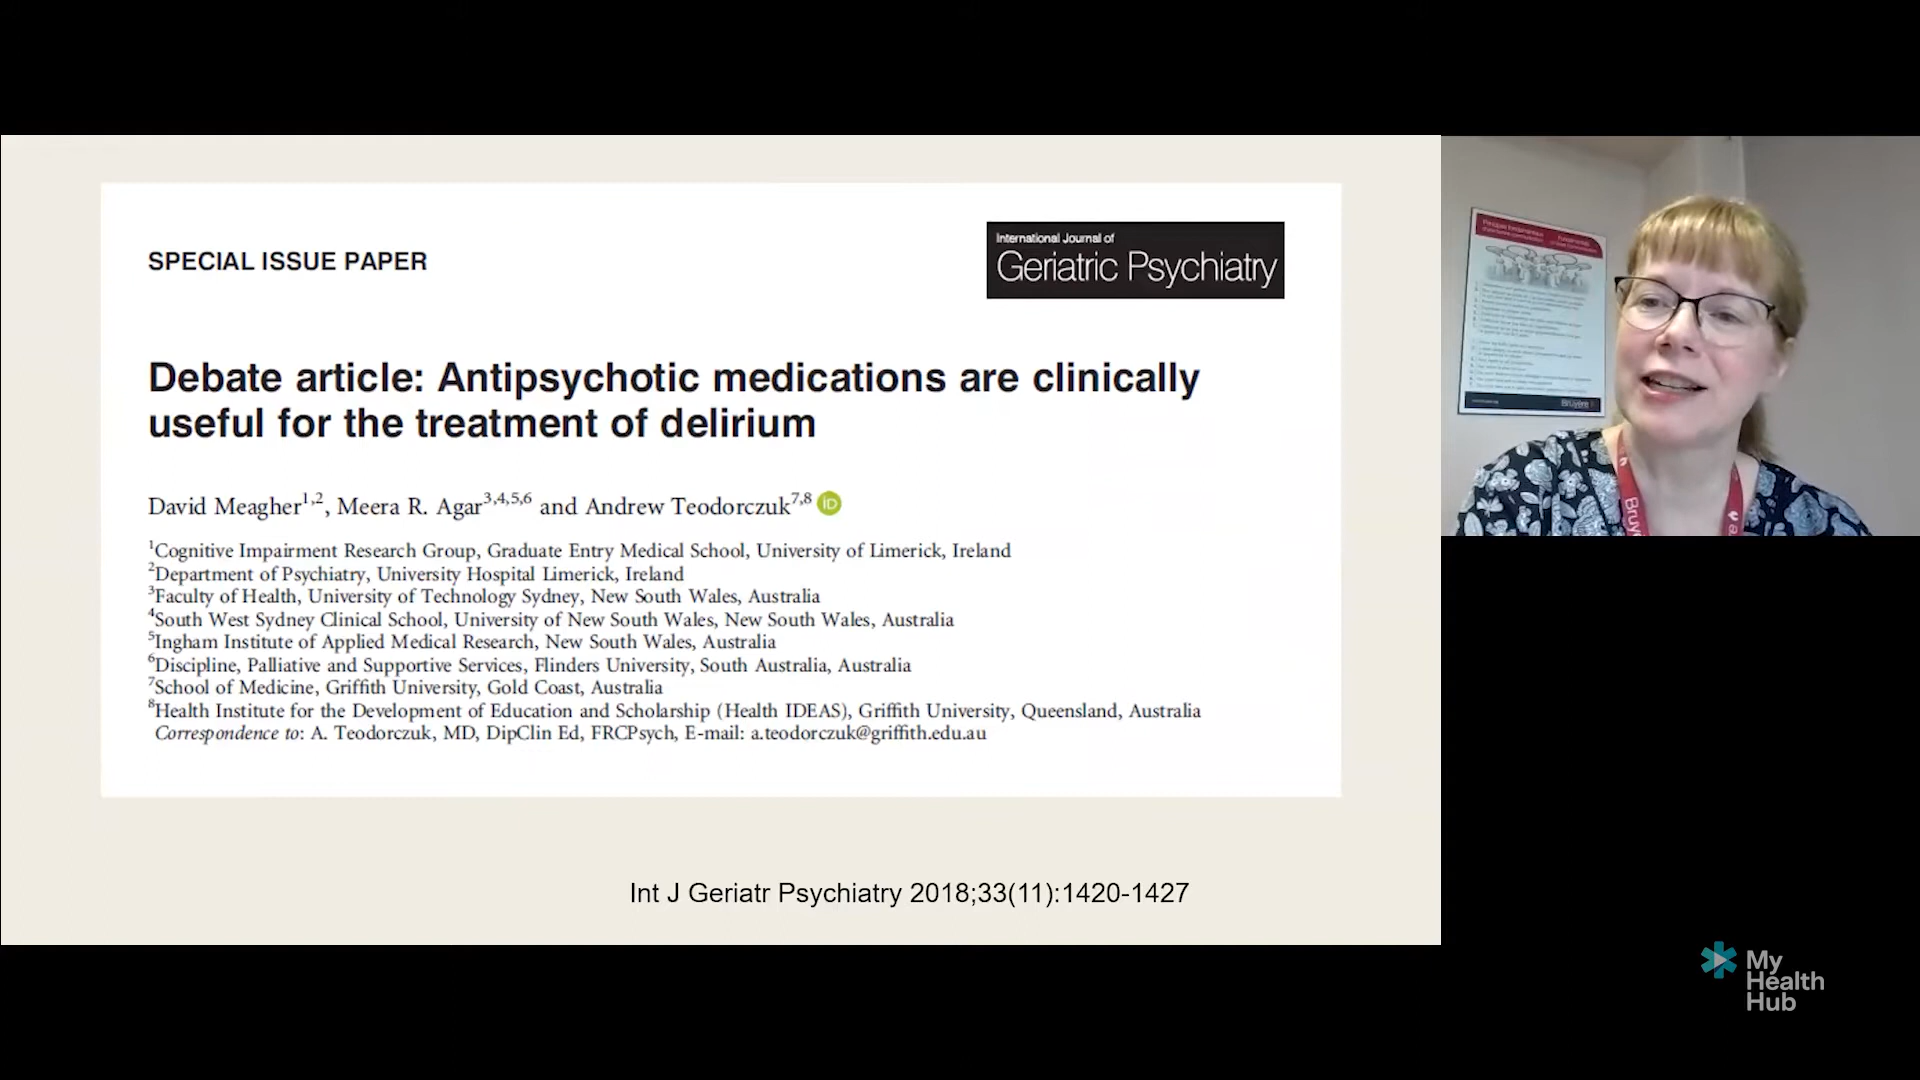 SPECIAL ISSUE PAPER
International Journal of
Geriatric Psychiatry
Debate article: Antipsychotic medications are clinically
useful for the treatment of delirium
David Meagher1,2, Meera R. Agar3,4,5,6 and Andrew Teodorczuk7,8 iD
1Cognitive Impairment Research Group, Graduate Entry Medical School, University of Limerick, Ireland
2Department of Psychiatry, University Hospital Limerick, Ireland
3Faculty of Health, University of Technology Sydney, New South Wales, Australia
4South West Sydney Clinical School, University of New South Wales, New South Wales, Australia
5Ingham Institute of Applied Medical Research, New South Wales, Australia
6Discipline, Palliative and Supportive Services, Flinders University, South Australia, Australia
7School of Medicine, Griffith University, Gold Coast, Australia
8Health Institute for the Development of Education and Scholarship (Health IDEAS), Griffith University, Queensland, Australia
Correspondence to: A. Teodorczuk, MD, DipClin Ed, FRCPsych, E-mail: a.teodorczuk@griffith.edu.au
Int J Geriatr Psychiatry 2018;33(11):1420-1427
Bruyère
Bruy
My
Health
Hub